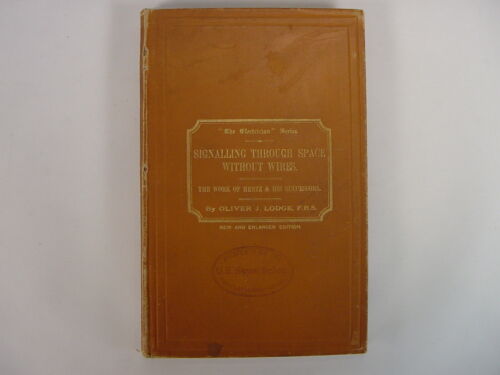 "The Electrician" Series.
SIGNALLING THROUGH SPACE
WITHOUT WIRES.
THE WORK OF HERTZ & HIS SUCCESSORS.
By OLIVER J. LODGE, F.R.S.
NEW AND ENLARGED EDITION